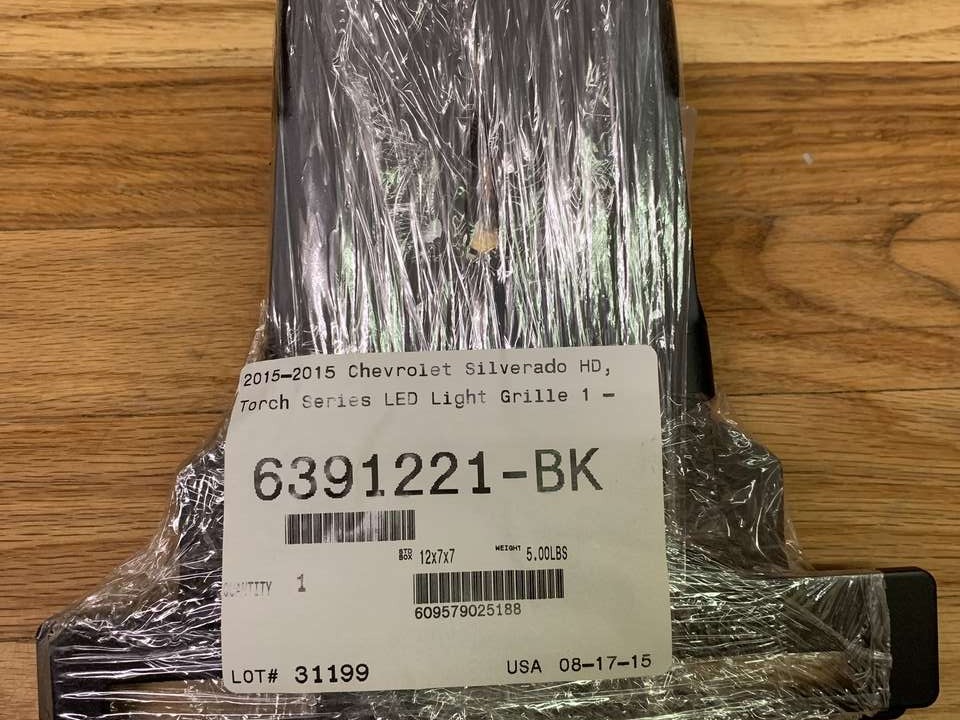 2015-2015 Chevrolet Silverado HD,
Torch Series LED Light Grille 1 -
6391221-BK
STD BOX 12x7x7 WEIGHT 5.00LBS
QUANTITY 1
609579025188
LOT# 31199 USA 08-17-15